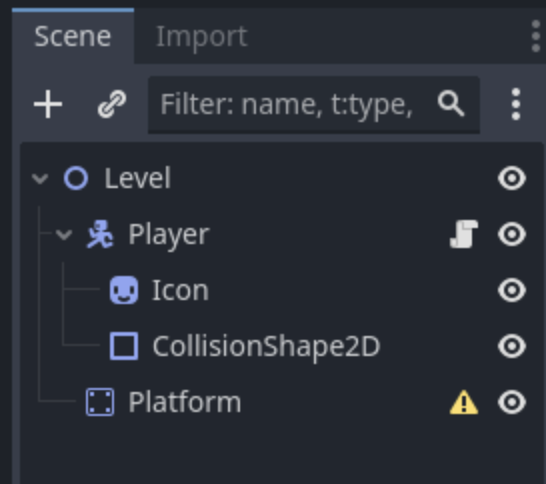 Scene Import
Filter: name, t:type,
Level
Player
Icon
CollisionShape2D
Platform